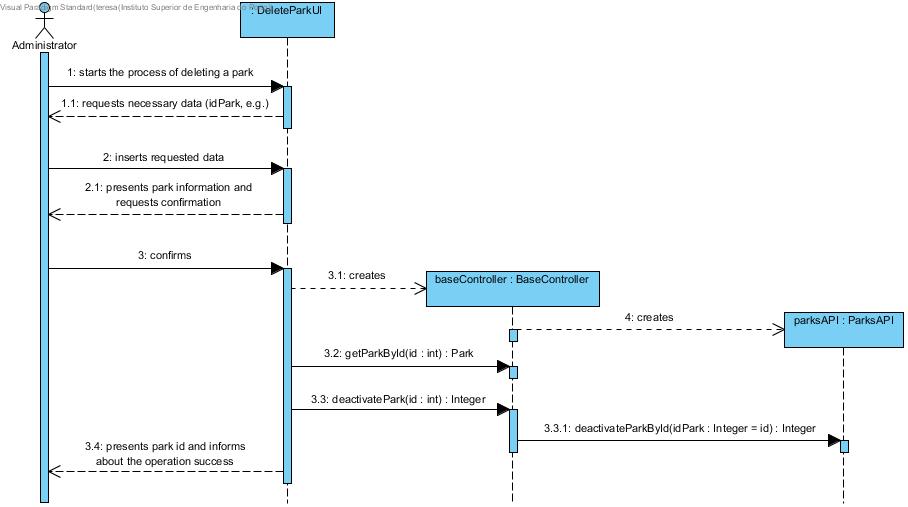 Visual Paradigm Standard(teresa(Instituto Superior de Engenharia do
: DeleteParkUI
Administrator
1: starts the process of deleting a park
1.1: requests necessary data (idPark, e.g.)
2: inserts requested data
2.1: presents park information and
requests confirmation
3: confirms
3.1: creates
baseController : BaseController
4: creates
parksAPI : ParksAPI
3.2: getParkById(id : int) : Park
3.3: deactivatePark(id : int) : Integer
3.3.1: deactivateParkById(idPark : Integer = id) : Integer
3.4: presents park id and informs
about the operation success